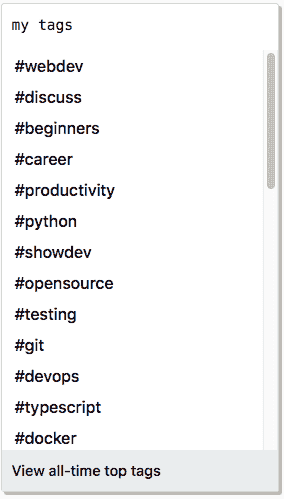 my tags
#webdev
#discuss
#beginners
#career
#productivity
#python
#showdev
#opensource
#testing
#git
#devops
#typescript
#docker
View all-time top tags